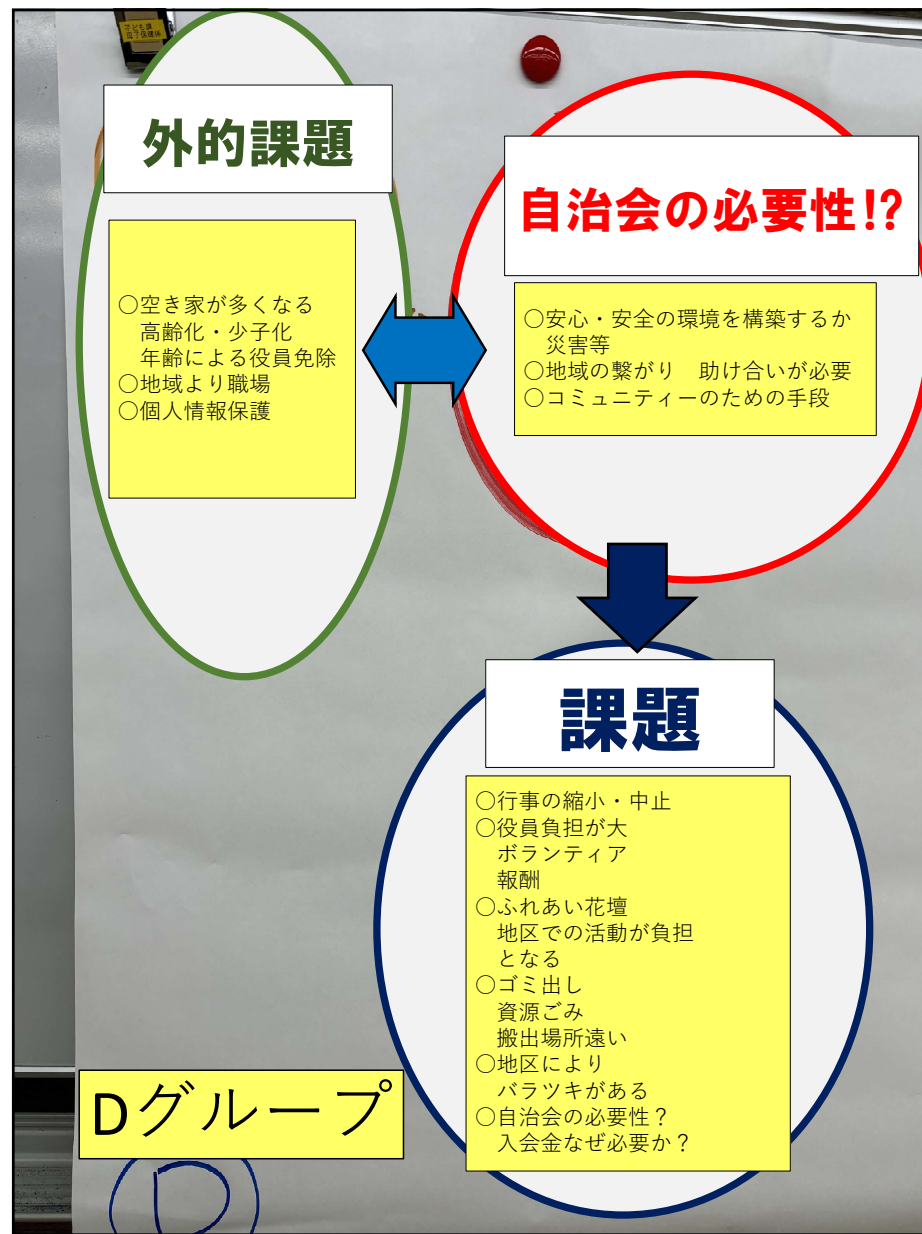 子ども課
母子保健係
外的課題
○空き家が多くなる
高齢化・少子化
年齢による役員免除
○地域より職場
○個人情報保護
自治会の必要性!?
○安心・安全の環境を構築するか
災害等
○地域の繋がり　助け合いが必要
○コミュニティーのための手段
課題
○行事の縮小・中止
○役員負担が大
ボランティア
報酬
○ふれあい花壇
地区での活動が負担
となる
○ゴミ出し
資源ごみ
搬出場所遠い
○地区により
バラツキがある
○自治会の必要性？
入会金なぜ必要か？
Dグループ
D